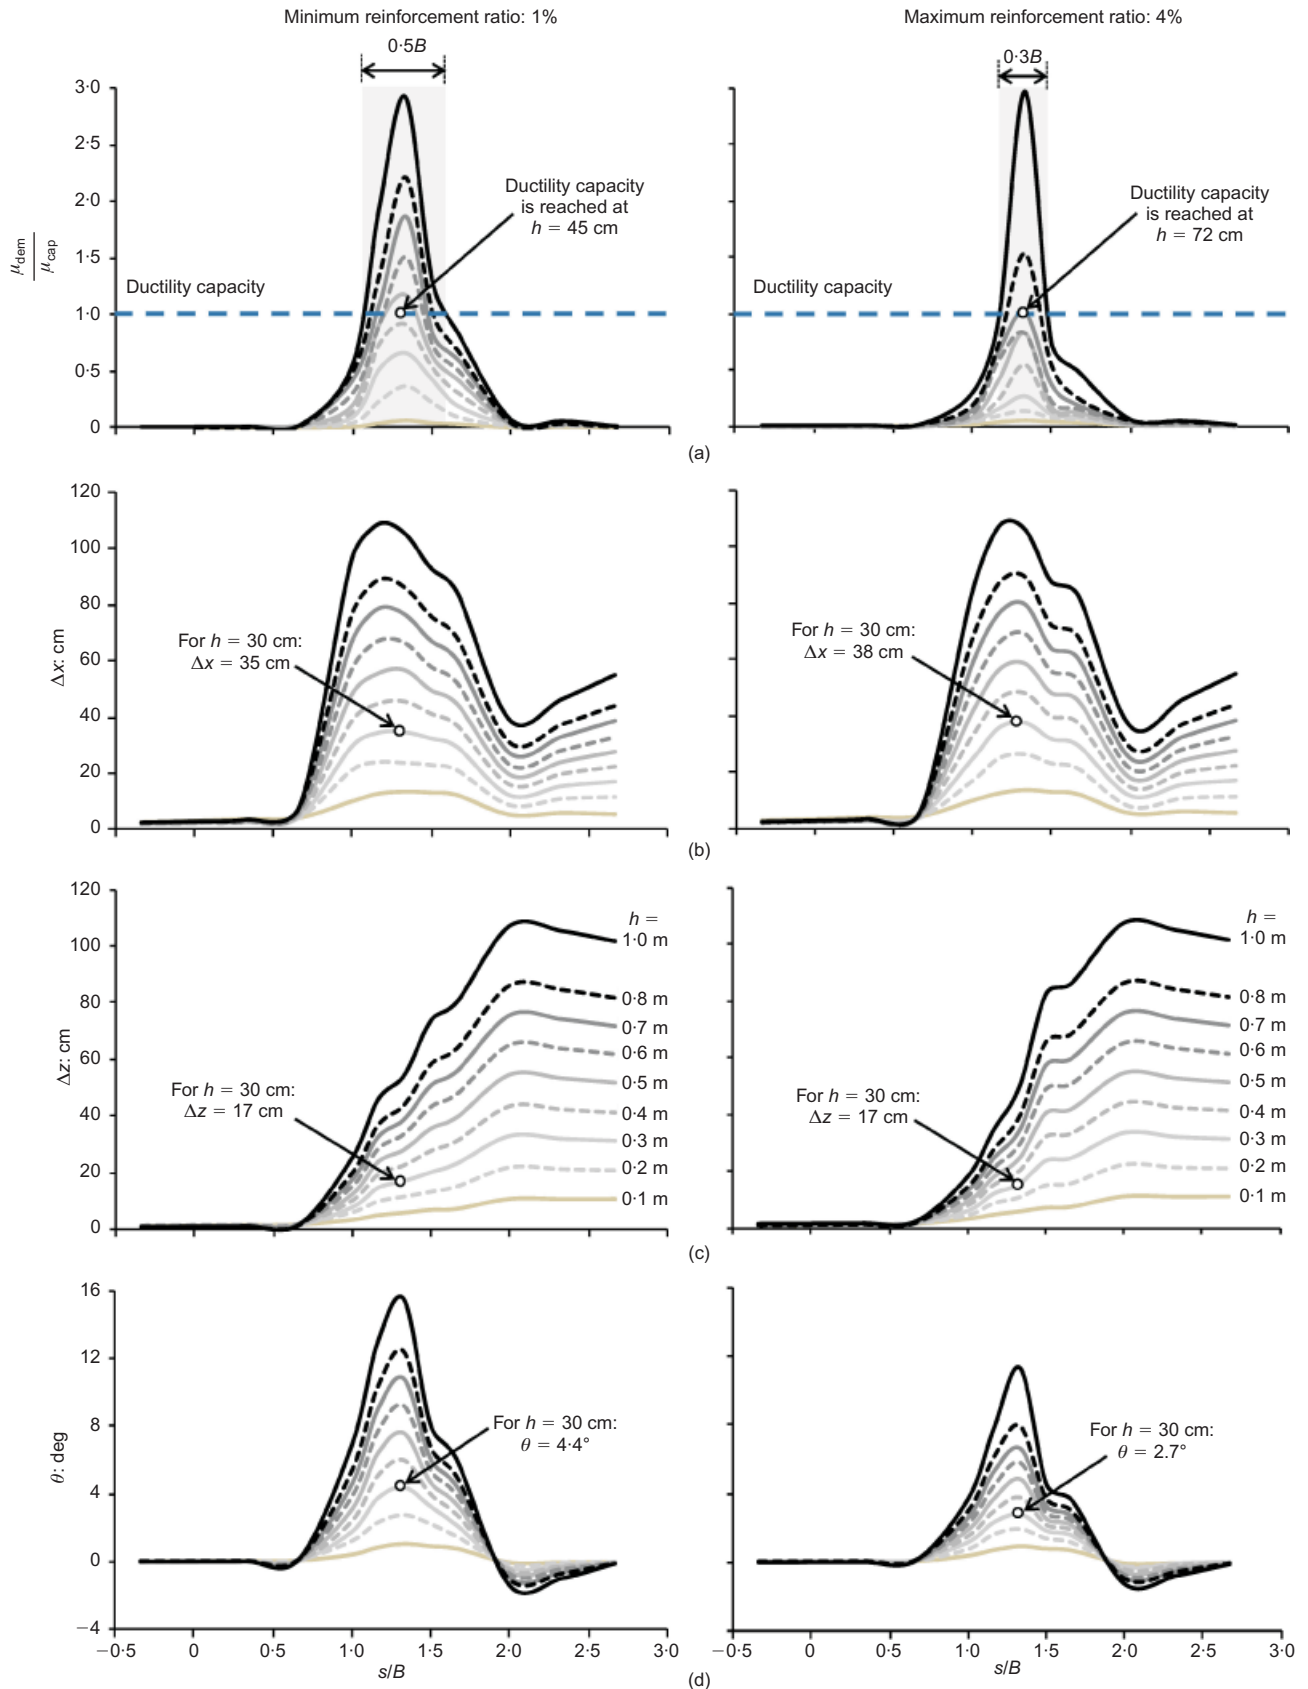 Minimum reinforcement ratio: 1%
Maximum reinforcement ratio: 4%
0·5B
0·3B
3·0
2·5
2·0
1·5
1·0
0·5
0
μdem
μcap
Ductility capacity
is reached at
h = 45 cm
Ductility capacity
Ductility capacity
is reached at
h = 72 cm
Ductility capacity
(a)
120
100
80
60
40
20
0
Δx: cm
For h = 30 cm:
Δx = 35 cm
For h = 30 cm:
Δx = 38 cm
(b)
120
100
80
60
40
20
0
Δz: cm
For h = 30 cm:
Δz = 17 cm
h =
1·0 m
0·8 m
0·7 m
0·6 m
0·5 m
0·4 m
0·3 m
0·2 m
0·1 m
For h = 30 cm:
Δz = 17 cm
h =
1·0 m
0·8 m
0·7 m
0·6 m
0·5 m
0·4 m
0·3 m
0·2 m
0·1 m
(c)
16
12
8
4
0
−4
θ: deg
For h = 30 cm:
θ = 4·4°
For h = 30 cm:
θ = 2.7°
−0·5 0 0·5 1·0 1·5 2·0 2·5 3·0
s/B
−0·5 0 0·5 1·0 1·5 2·0 2·5 3·0
s/B
(d)